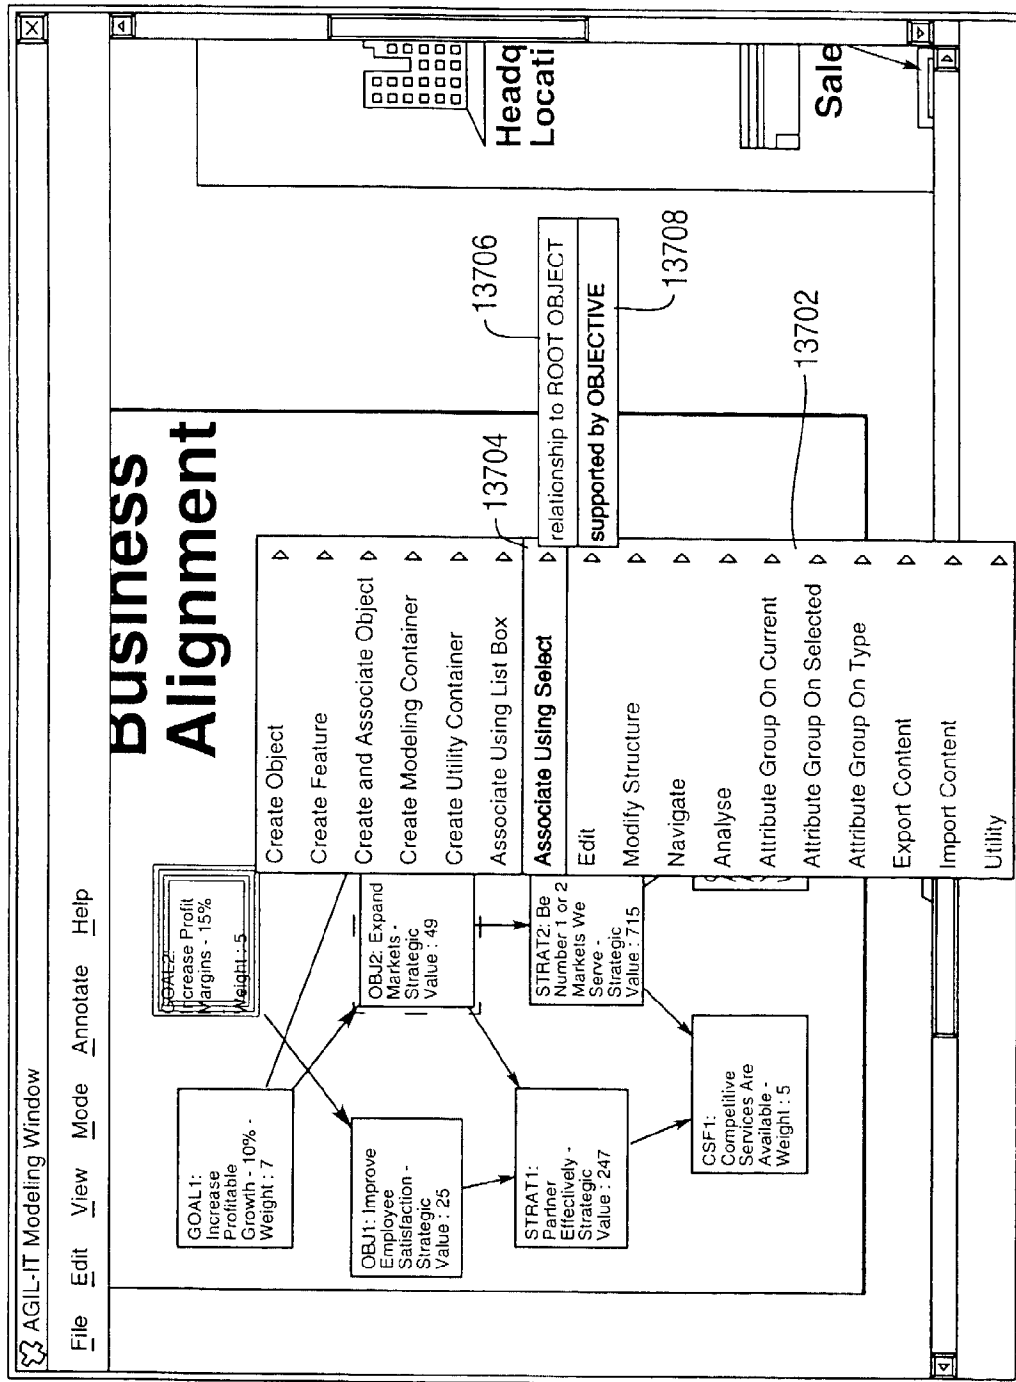 AGIL-IT Modeling Window
File Edit View Mode Annotate Help
Business
Alignment
GOAL1:
Increase
Profitable
Growth - 10% -
Weight : 7
GOAL2:
Increase Profit
Margins - 15%
Weight : 5
OBJ1: Improve
Employee
Satisfaction -
Strategic
Value : 25
OBJ2: Expand
Markets -
Strategic
Value : 49
STRAT1:
Partner
Effectively -
Strategic
Value : 247
STRAT2: Be
Number 1 or 2
Markets We
Serve -
Strategic
Value : 715
CSF1:
Competitive
Services Are
Available -
Weight : 5
Create Object
Create Feature
Create and Associate Object
Create Modeling Container
Create Utility Container
Associate Using List Box
Associate Using Select
Edit
Modify Structure
Navigate
Analyse
Attribute Group On Current
Attribute Group On Selected
Attribute Group On Type
Export Content
Import Content
Utility
13704
relationship to ROOT OBJECT
supported by OBJECTIVE
13706
13708
13702
Headq
Locati
Sale